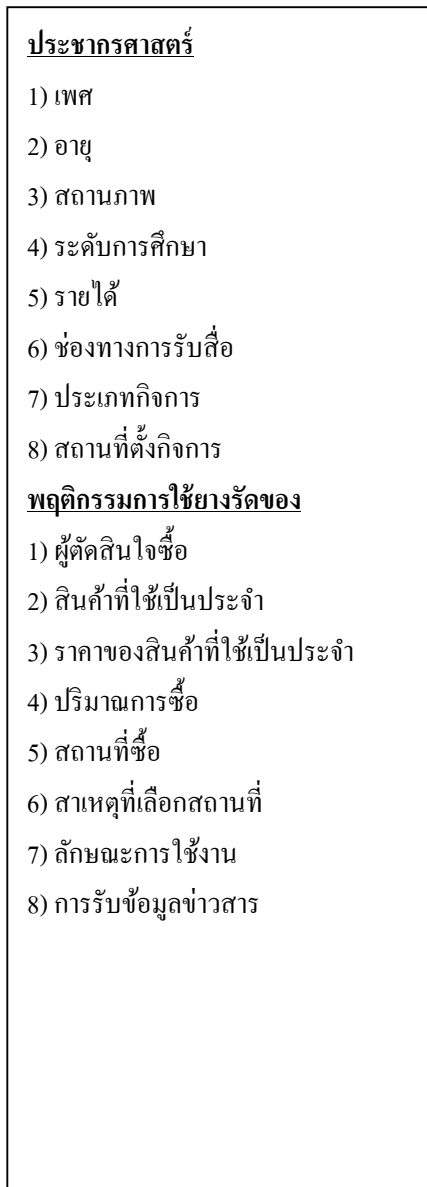 ประชากรศาสตร์
1) เพศ
2) อายุ
3) สถานภาพ
4) ระดับการศึกษา
5) รายได้
6) ช่องทางการรับสื่อ
7) ประเภทกิจการ
8) สถานที่ตั้งกิจการ
พฤติกรรมการใช้ยางรัดของ
1) ผู้ตัดสินใจซื้อ
2) สินค้าที่ใช้เป็นประจำ
3) ราคาของสินค้าที่ใช้เป็นประจำ
4) ปริมาณการซื้อ
5) สถานที่ซื้อ
6) สาเหตุที่เลือกสถานที่
7) ลักษณะการใช้งาน
8) การรับข้อมูลข่าวสาร